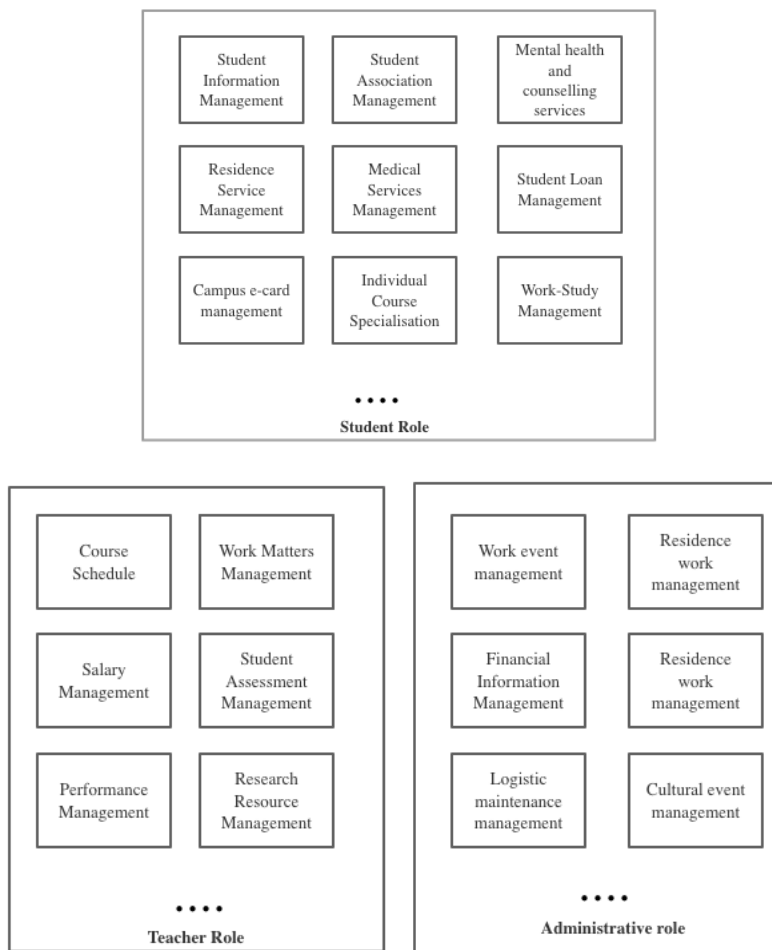 Student
Information
Management
Student
Association
Management
Mental health
and
counselling
services
Residence
Service
Management
Medical
Services
Management
Student Loan
Management
Campus e-card
management
Individual
Course
Specialisation
Work-Study
Management
....
Student Role
Course
Schedule
Work Matters
Management
Salary
Management
Student
Assessment
Management
Performance
Management
Research
Resource
Management
....
Teacher Role
Work event
management
Residence
work
management
Financial
Information
Management
Residence
work
management
Logistic
maintenance
management
Cultural event
management
....
Administrative role